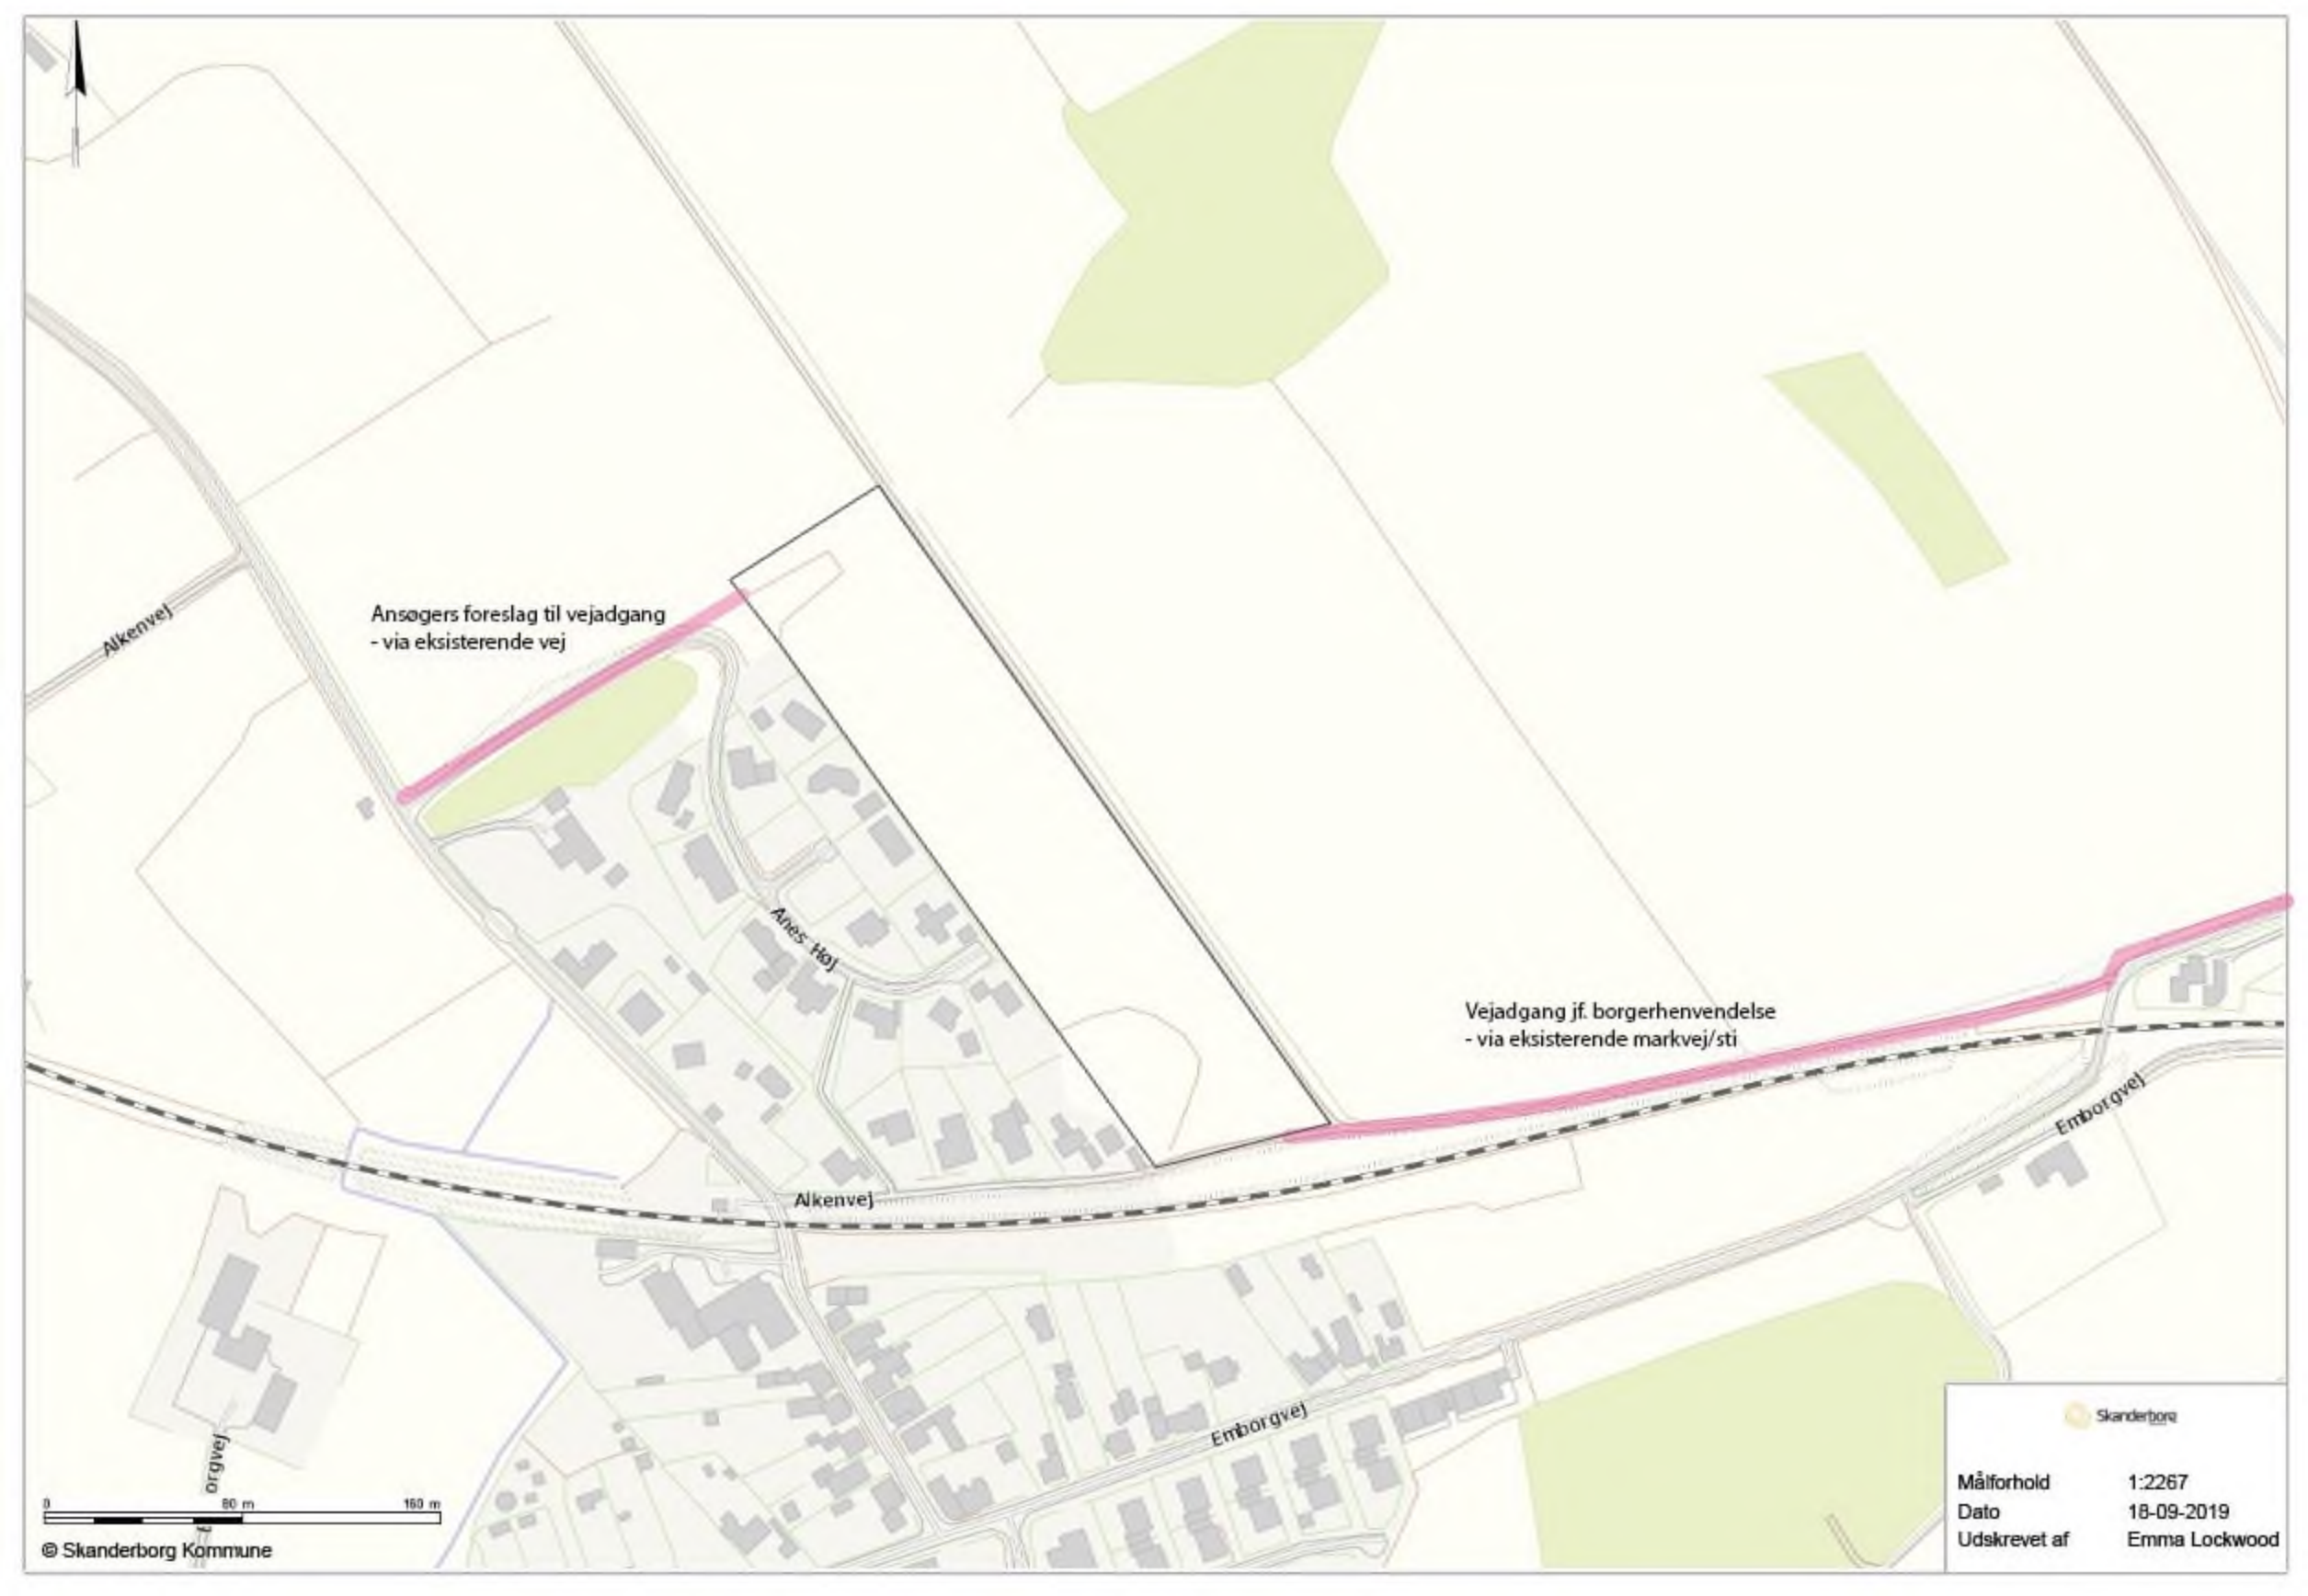 Alkenvej
Ansøgers foreslag til vejadgang
- via eksisterende vej
Anes Høj
Vejadgang jf. borgerhenvendelse
- via eksisterende markvej/sti
Emborgvej
Alkenvej
Emborgvej
orgvej
0 80 m 160 m
© Skanderborg Kommune
Skanderborg
Målforhold 1:2267
Dato 18-09-2019
Udskrevet af Emma Lockwood